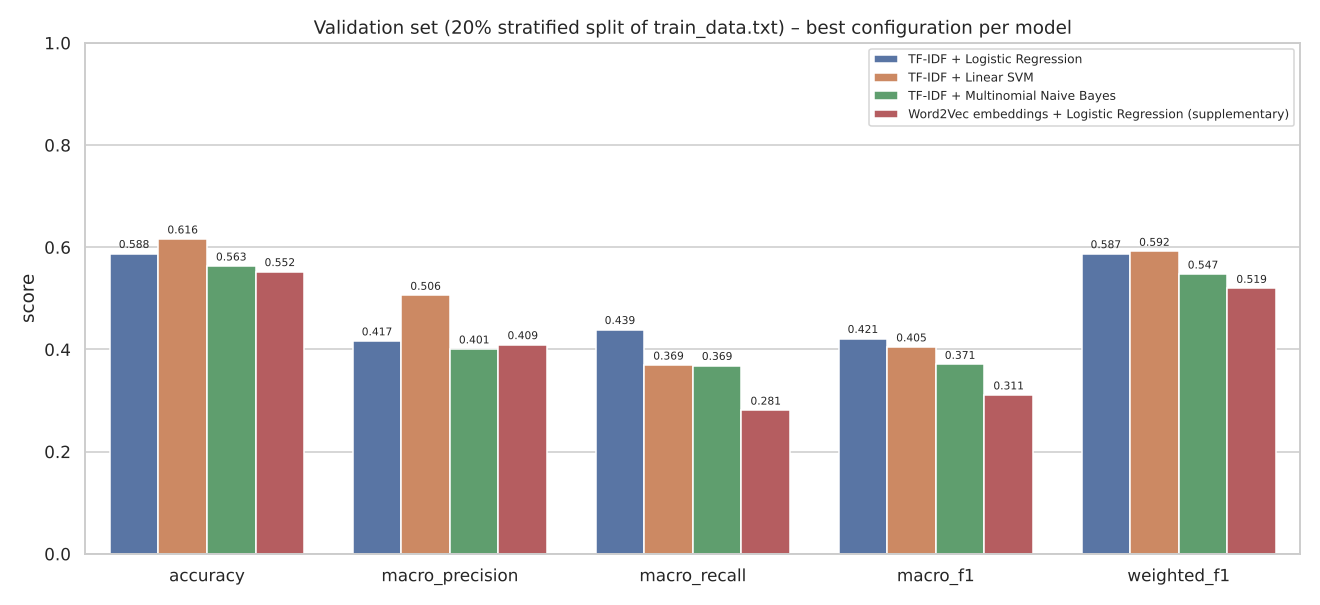 Validation set (20% stratified split of train_data.txt) – best configuration per model
TF-IDF + Logistic Regression
TF-IDF + Linear SVM
TF-IDF + Multinomial Naive Bayes
Word2Vec embeddings + Logistic Regression (supplementary)
score
1.0
0.8
0.6
0.4
0.2
0.0
0.588 0.616 0.563 0.552
0.417 0.506 0.401 0.409
0.439 0.369 0.369 0.281
0.421 0.405 0.371 0.311
0.587 0.592 0.547 0.519
accuracy macro_precision macro_recall macro_f1 weighted_f1